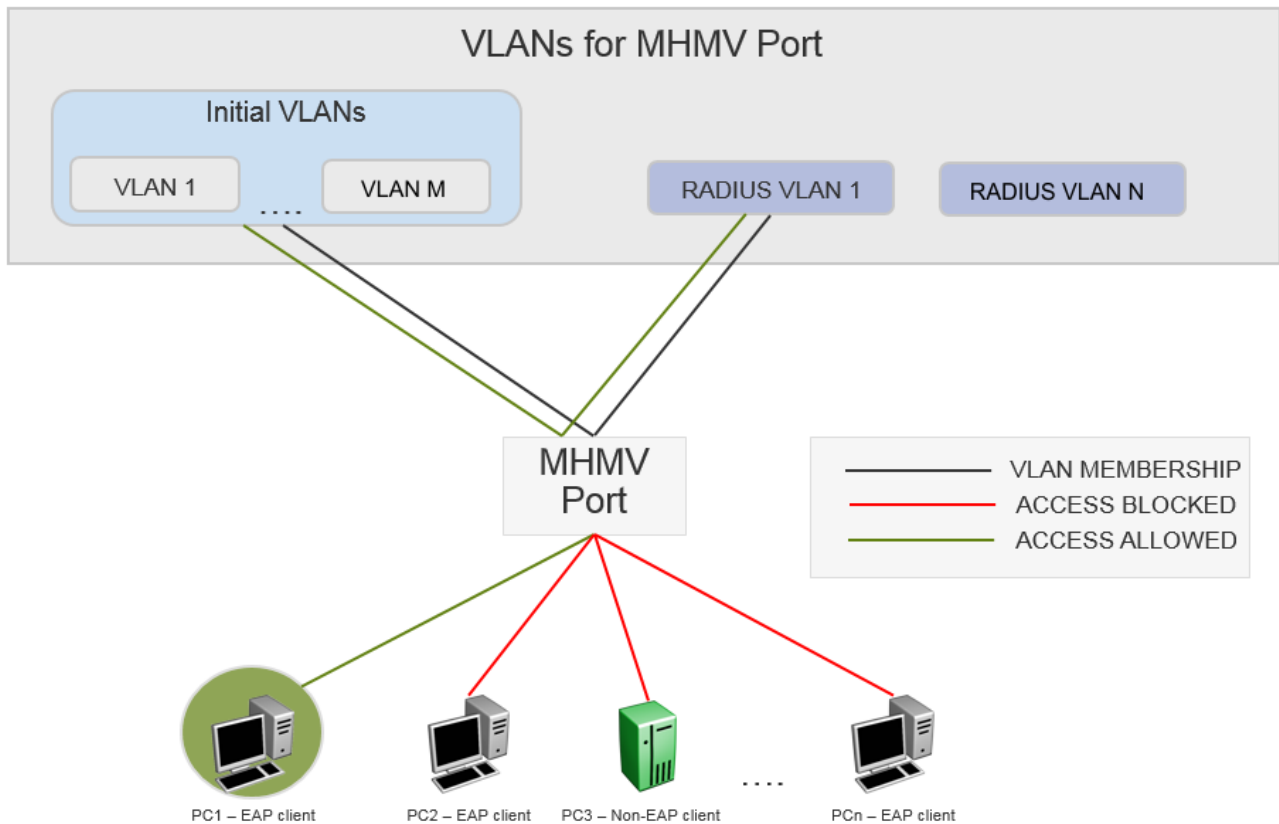 VLANs for MHMV Port
Initial VLANs
VLAN 1
....
VLAN M
RADIUS VLAN 1
RADIUS VLAN N
MHMV
Port
VLAN MEMBERSHIP
ACCESS BLOCKED
ACCESS ALLOWED
....
PC1 – EAP client
PC2 – EAP client
PC3 – Non-EAP client
PCn – EAP client